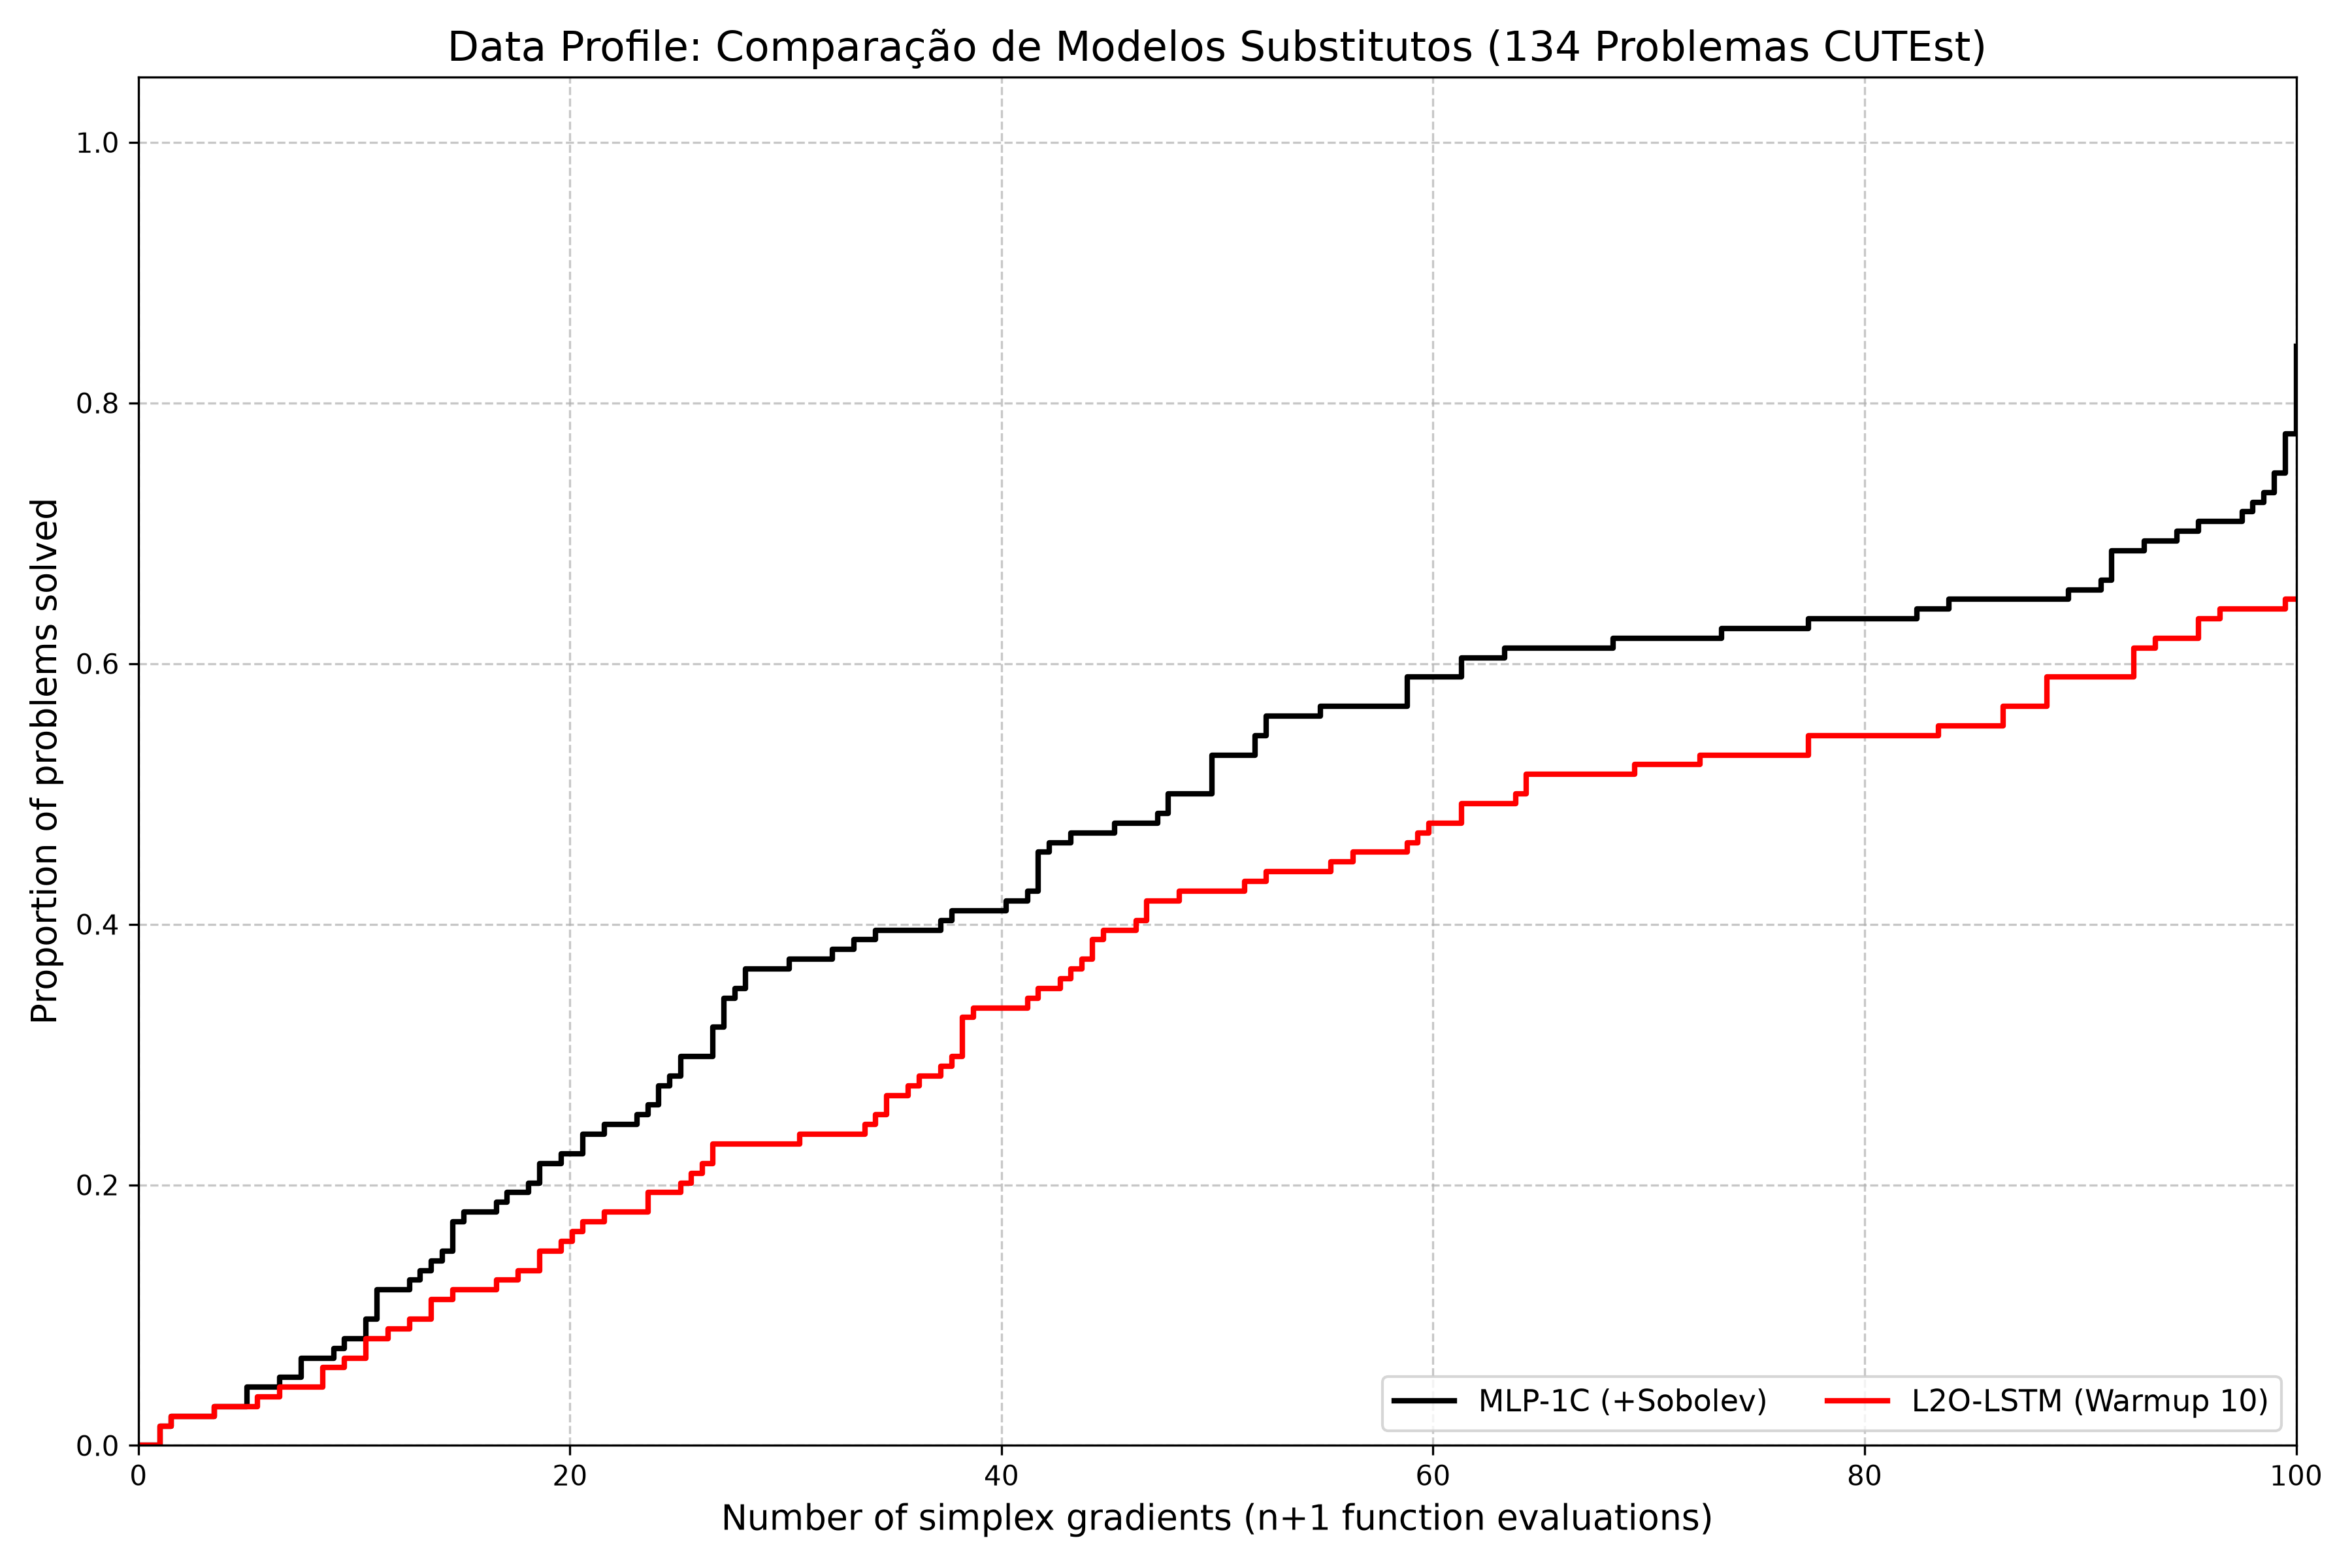 Data Profile: Comparação de Modelos Substitutos (134 Problemas CUTEst)
Proportion of problems solved
1.0
0.8
0.6
0.4
0.2
0.0
0 20 40 60 80 100
Number of simplex gradients (n+1 function evaluations)
MLP-1C (+Sobolev) L2O-LSTM (Warmup 10)